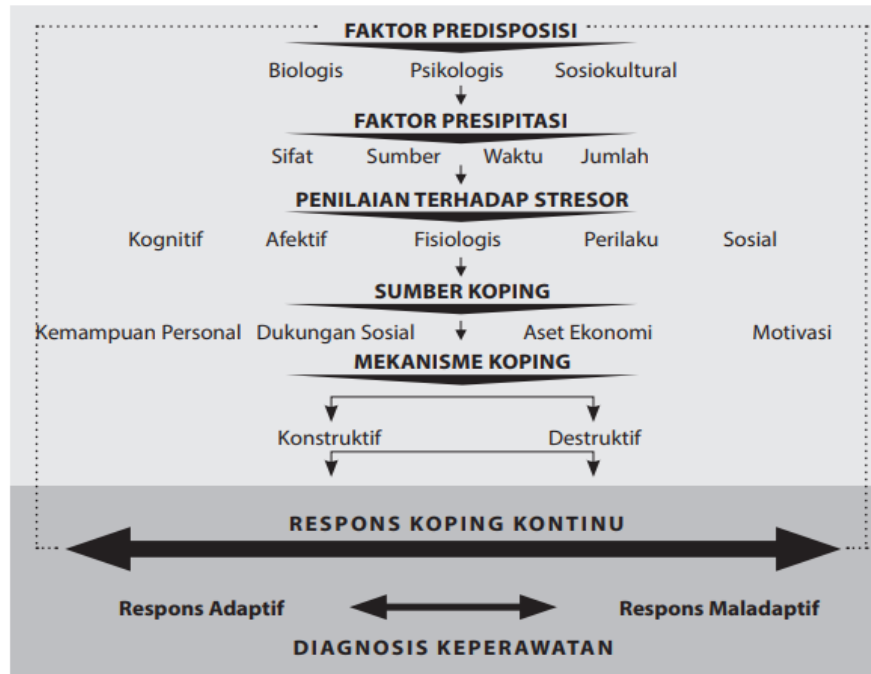 FAKTOR PREDISPOSISI
Biologis Psikologis Sosiokultural
FAKTOR PRESIPITASI
Sifat Sumber Waktu Jumlah
PENILAIAN TERHADAP STRESOR
Kognitif Afektif Fisiologis Perilaku Sosial
SUMBER KOPING
Kemampuan Personal Dukungan Sosial Aset Ekonomi Motivasi
MEKANISME KOPING
Konstruktif Destruktif
RESPONS KOPING KONTINU
Respons Adaptif Respons Maladaptif
DIAGNOSIS KEPERAWATAN